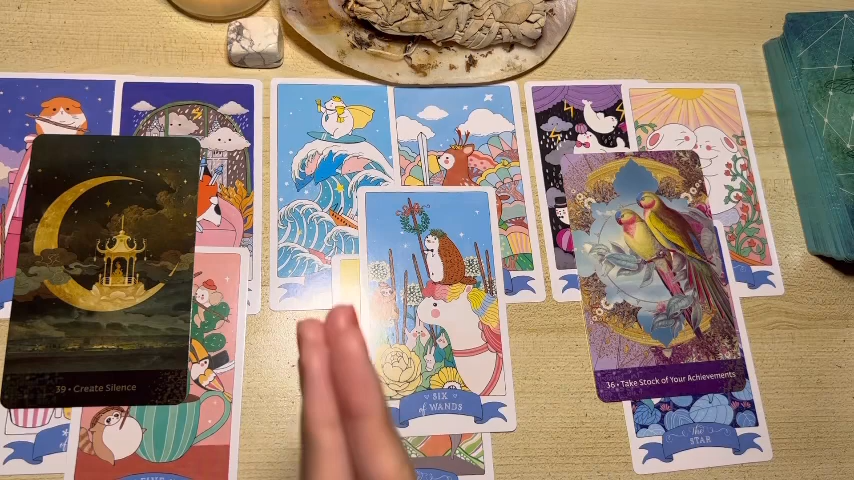 39 • Create Silence
SIX
of WANDS
36 • Take Stock of Your Achievements
the
STAR